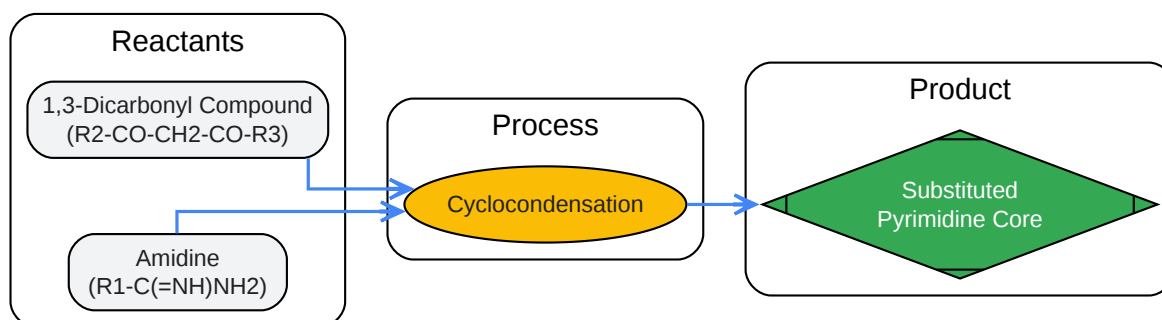 Reactants
1,3-Dicarbonyl Compound
(R2-CO-CH2-CO-R3)
Amidine
(R1-C(=NH)NH2)
Process
Cyclocondensation
Product
Substituted
Pyrimidine Core